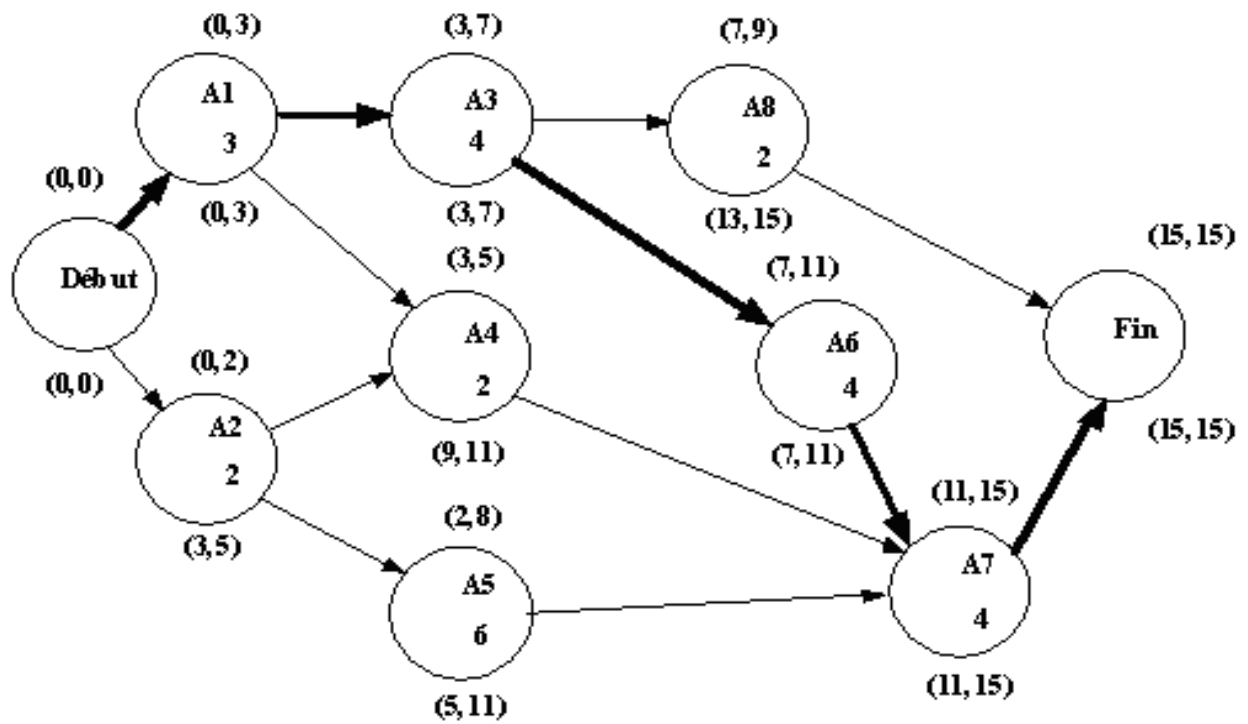 (0,3)
A1
3
(0,3)
(3,7)
A3
4
(3,7)
(7,9)
A8
2
(13,15)
(0,0)
Début
(0,0)
(3,5)
A4
2
(9,11)
(7,11)
A6
4
(7,11)
(15,15)
Fin
(15,15)
(0,2)
A2
2
(3,5)
(2,8)
A5
6
(5,11)
(11,15)
A7
4
(11,15)